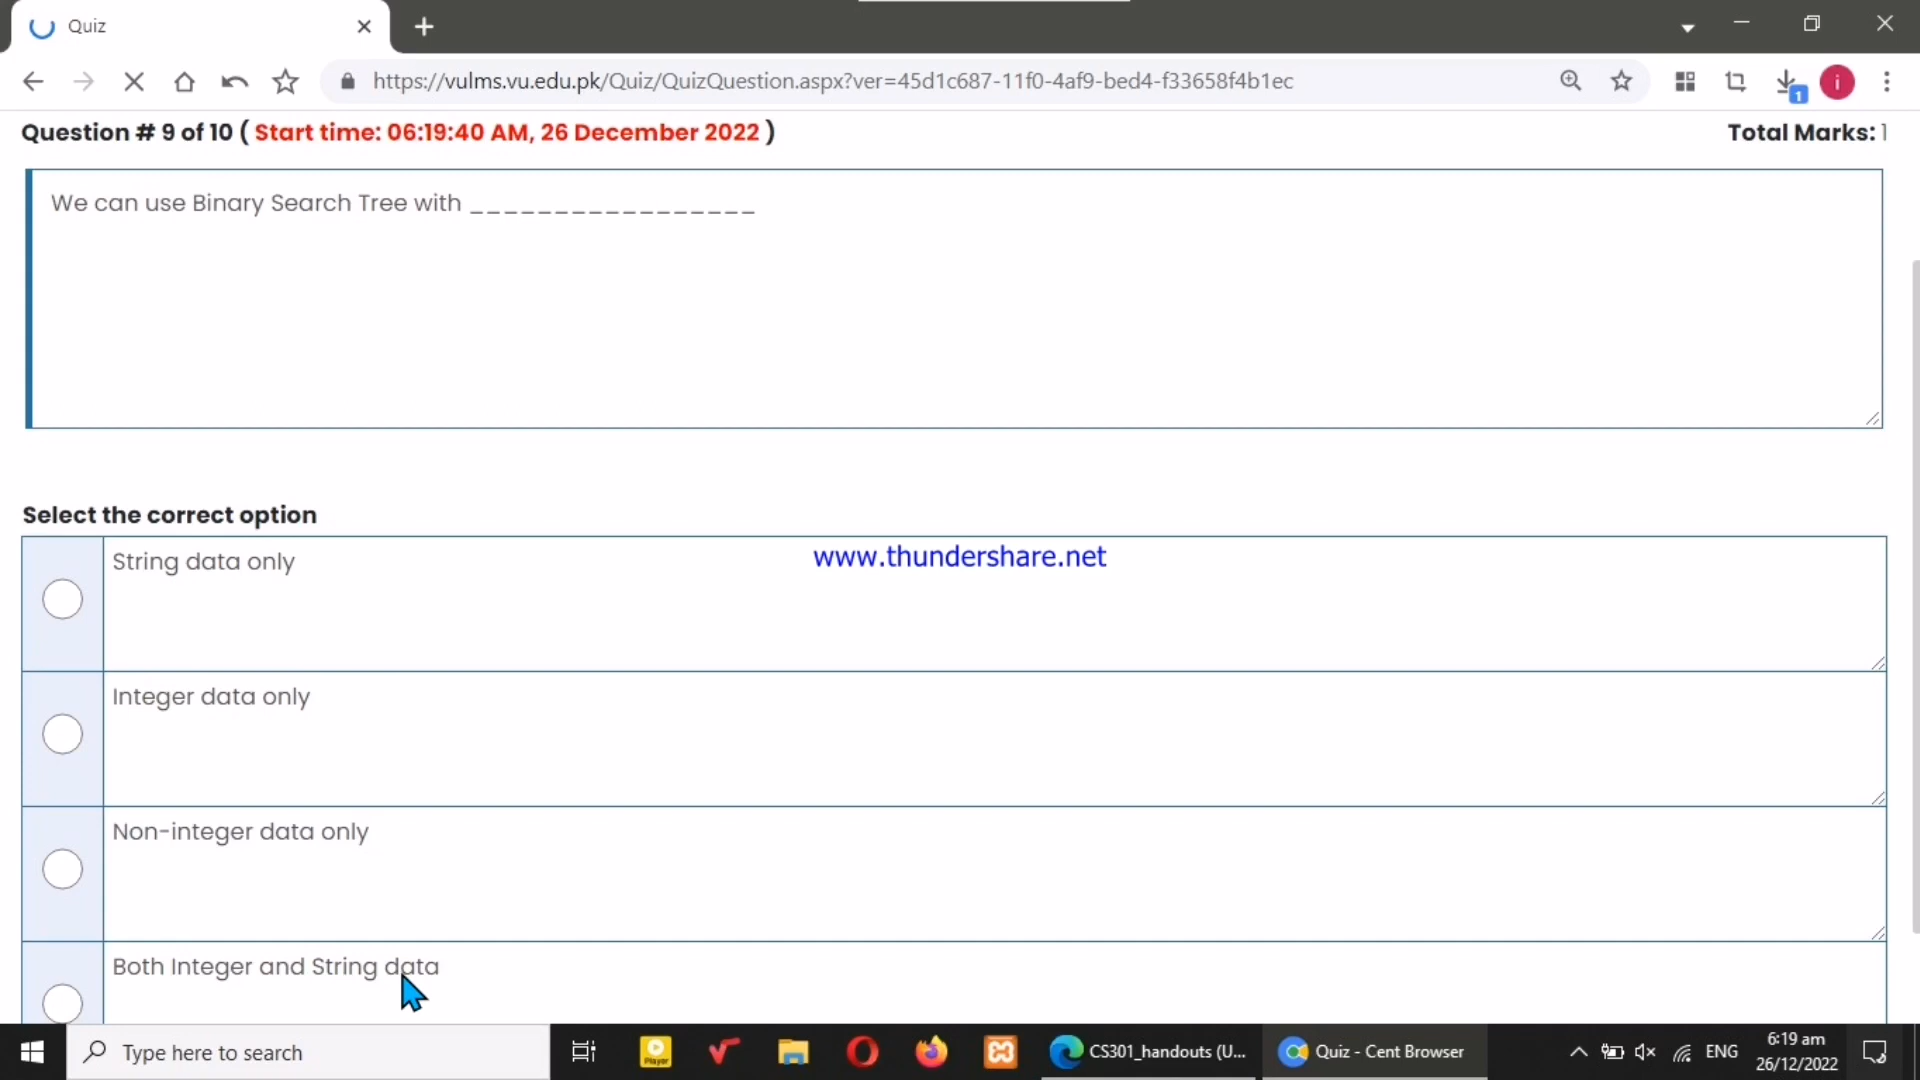 Quiz
https://vulms.vu.edu.pk/Quiz/QuizQuestion.aspx?ver=45d1c687-11f0-4af9-bed4-f33658f4b1ec
1
i
Question # 9 of 10 ( Start time: 06:19:40 AM, 26 December 2022 )
Total Marks: 1
We can use Binary Search Tree with _________________
Select the correct option
String data only
www.thundershare.net
Integer data only
Non-integer data only
Both Integer and String data
Type here to search
Player
CS301_handouts (U...
Quiz - Cent Browser
ENG
6:19 am
26/12/2022